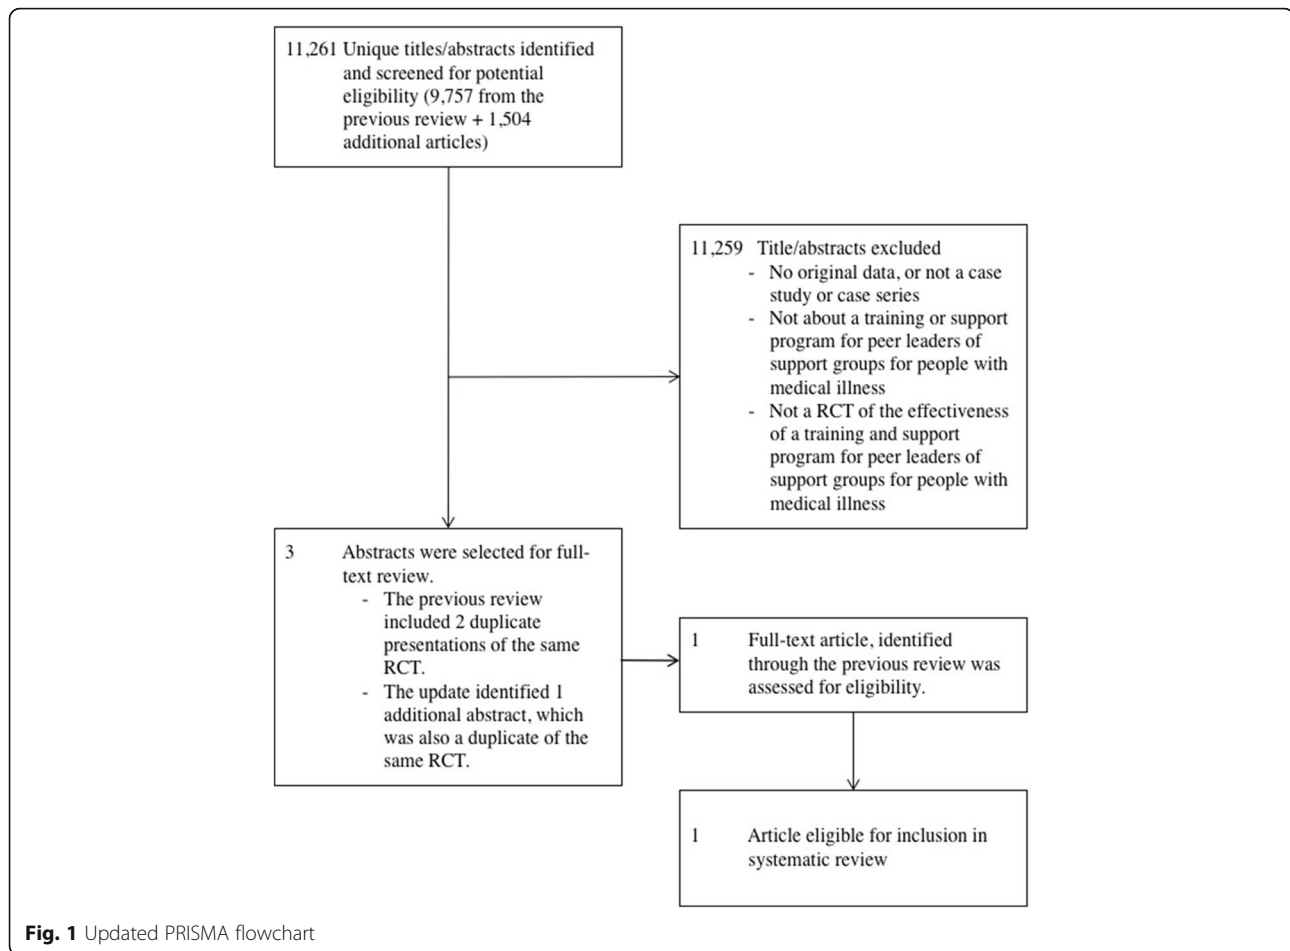 11,261 Unique titles/abstracts identified
and screened for potential
eligibility (9,757 from the
previous review + 1,504
additional articles)
11,259 Title/abstracts excluded
- No original data, or not a case
study or case series
- Not about a training or support
program for peer leaders of
support groups for people with
medical illness
- Not a RCT of the effectiveness
of a training and support
program for peer leaders of
support groups for people with
medical illness
3 Abstracts were selected for full-
text review.
- The previous review
included 2 duplicate
presentations of the same
RCT.
- The update identified 1
additional abstract, which
was also a duplicate of the
same RCT.
1 Full-text article, identified
through the previous review was
assessed for eligibility.
1 Article eligible for inclusion in
systematic review
Fig. 1 Updated PRISMA flowchart